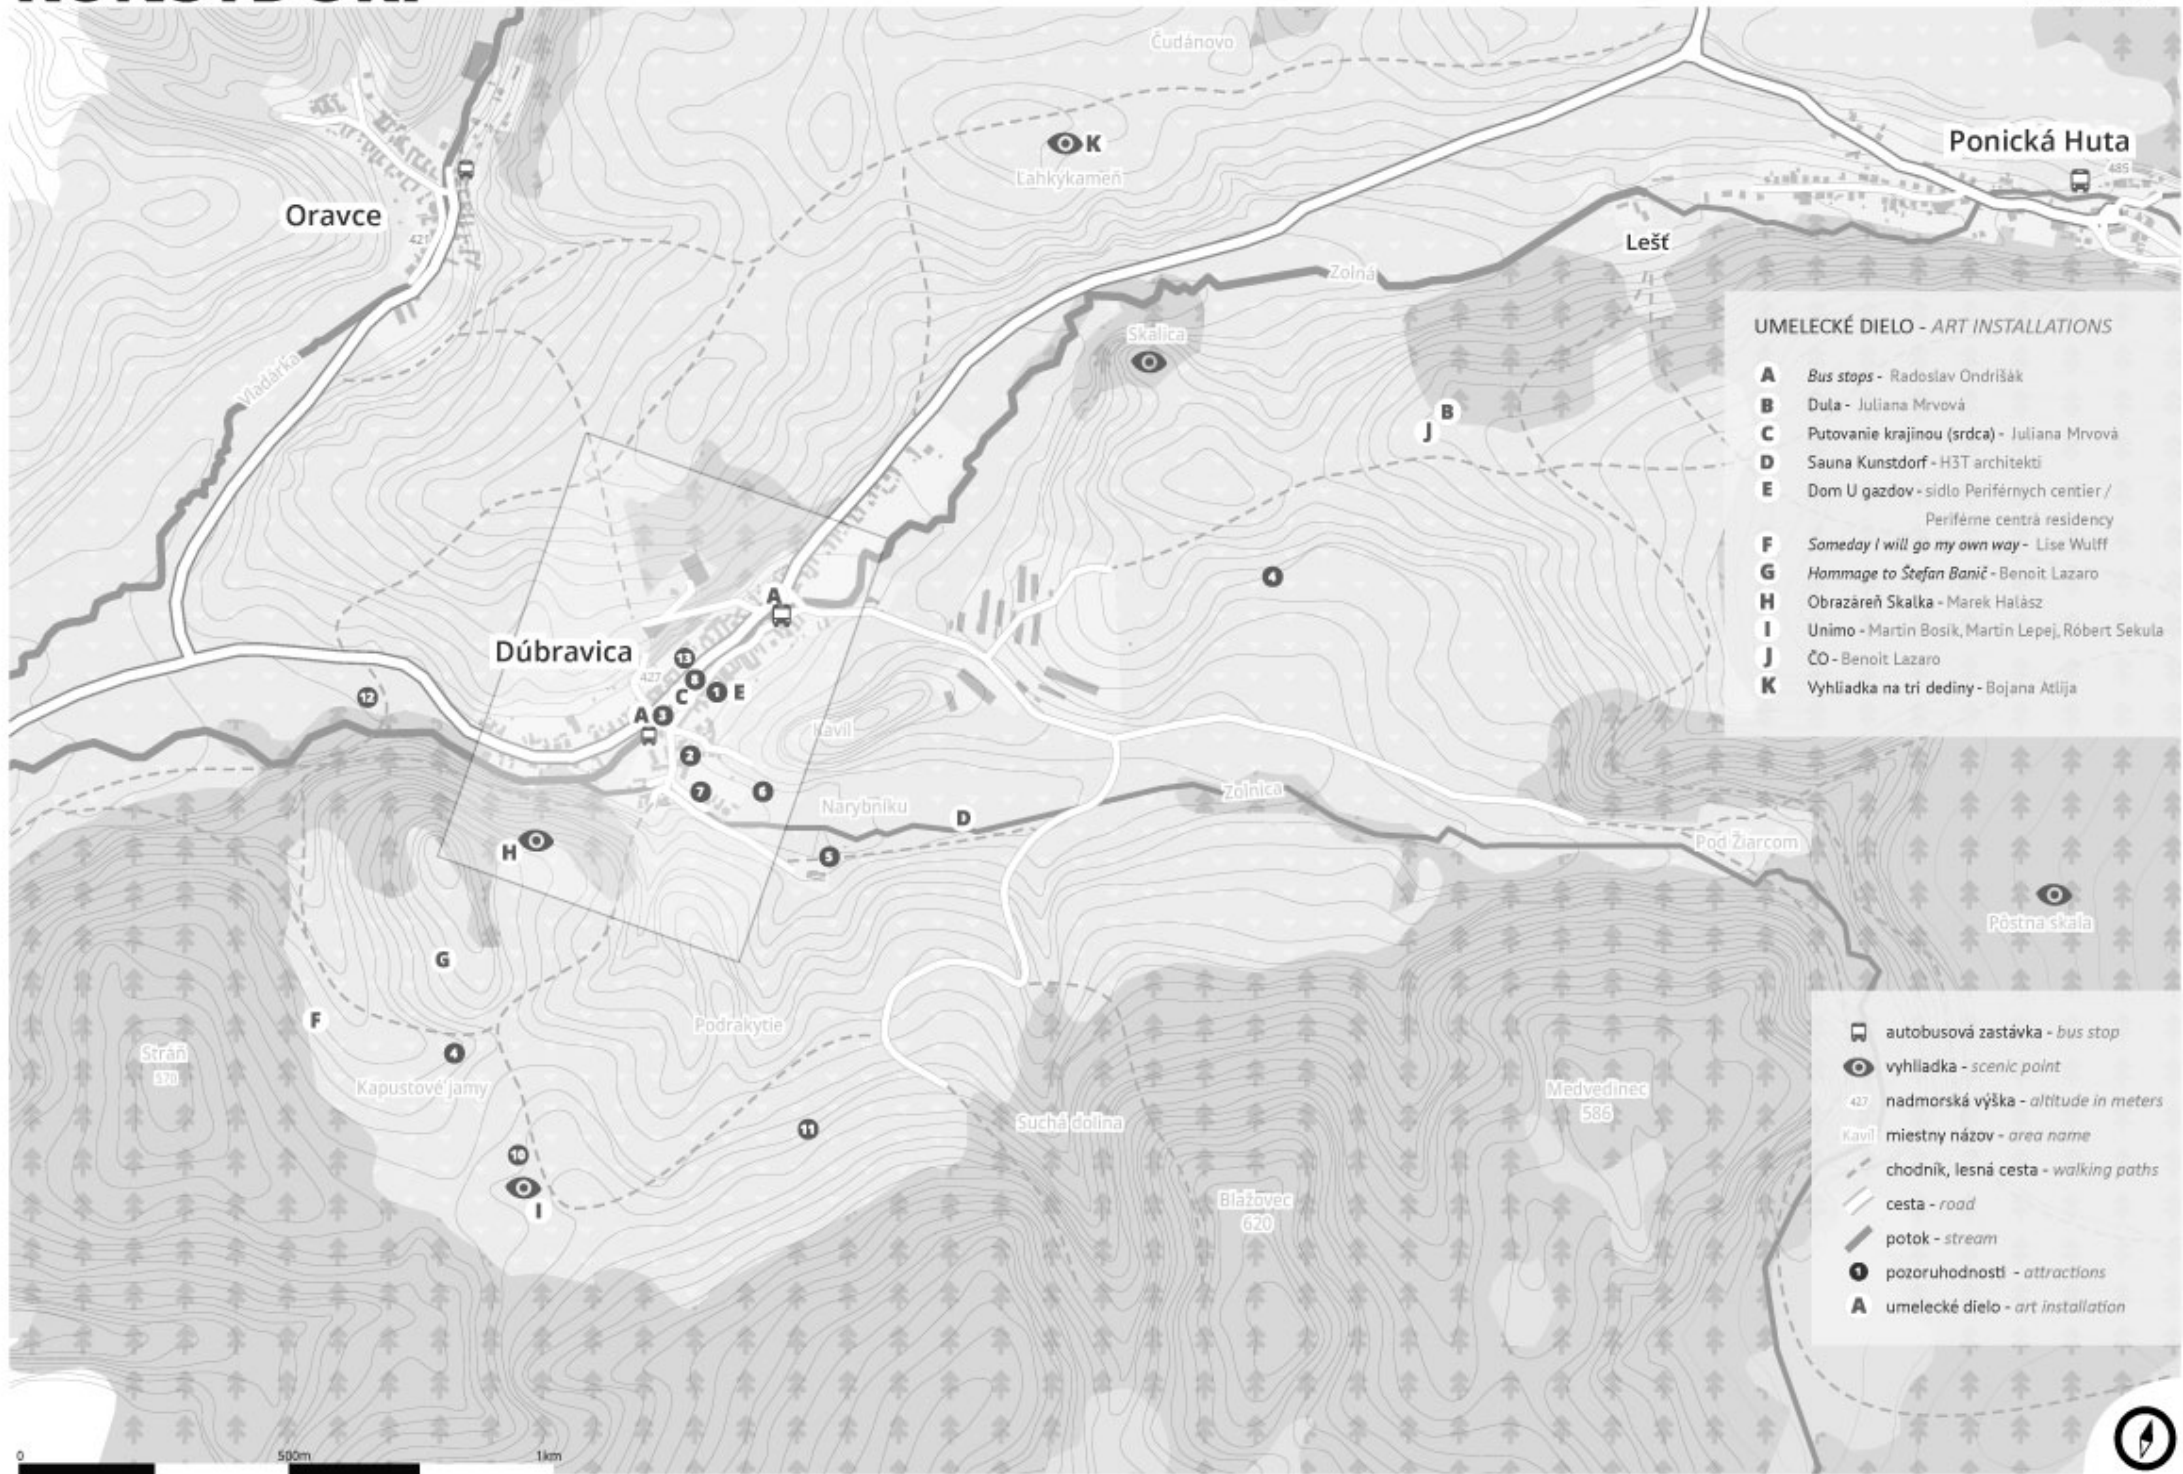 Čudánovo
Ponická Huta
485
K
Ľahkýkameň
Oravce
421
Lešť
Zolná
Skalica
Vladárka
B
J
UMELECKÉ DIELO - ART INSTALLATIONS
A Bus stops - Radoslav Ondrišák
B Dula - Juliana Mrvová
C Putovanie krajinou (srdca) - Juliana Mrvová
D Sauna Kunstdorf - H3T architekti
E Dom U gazdov - sídlo Periférnych centier /
Periférne centrá residency
F Someday I will go my own way - Lise Wulff
G Hommage to Štefan Banič - Benoit Lazaro
H Obrazáreň Skalka - Marek Halász
I Unimo - Martin Bosík, Martin Lepej, Róbert Sekula
J ČO - Benoit Lazaro
K Vyhliadka na tri dediny - Bojana Atlija
4
A
Dúbravica
13
427
8
C
1
E
12
A
3
Kavil
2
7
6
Narybníku
D
Zolnica
H
5
Pod Žiarcom
Pôstna skala
G
F
Podrakytie
4
Stráň
570
Kapustové jamy
Medvedinec
586
Suchá dolina
11
10
I
Blažovec
620
autobusová zastávka - bus stop
vyhliadka - scenic point
427 nadmorská výška - altitude in meters
Kavil miestny názov - area name
chodník, lesná cesta - walking paths
cesta - road
potok - stream
1 pozoruhodnosti - attractions
A umelecké dielo - art installation
0 500m 1km